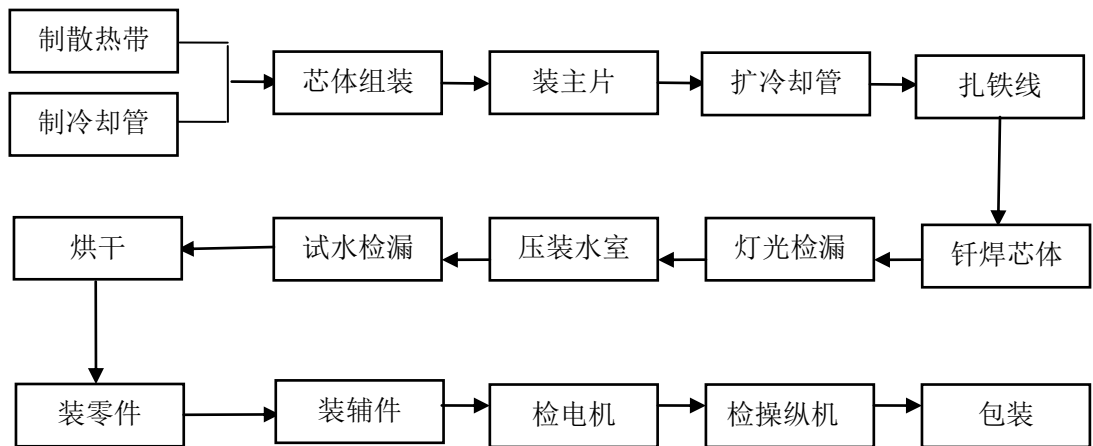 制散热带
制冷却管
芯体组装
装主片
扩冷却管
扎铁线
烘干
试水检漏
压装水室
灯光检漏
钎焊芯体
装零件
装辅件
检电机
检操纵机
包装